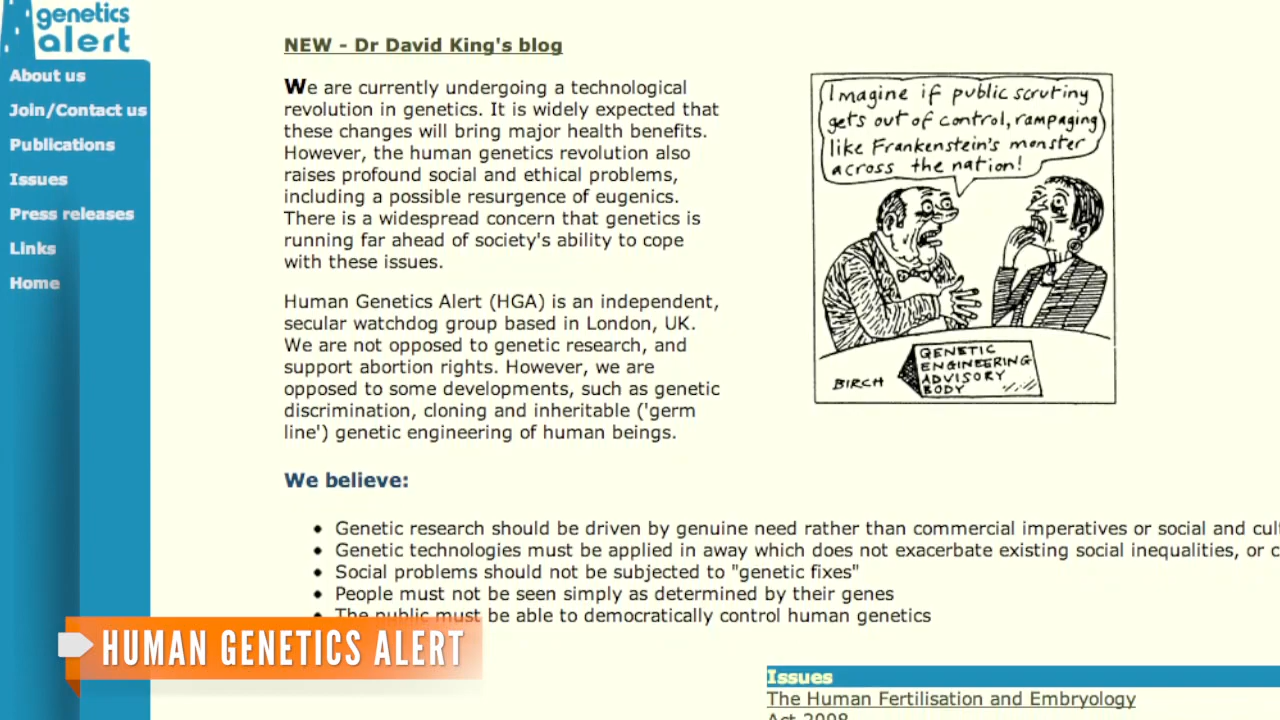 genetics
alert
About us
Join/Contact us
Publications
Issues
Press releases
Links
Home
NEW - Dr David King's blog
We are currently undergoing a technological
revolution in genetics. It is widely expected that
these changes will bring major health benefits.
However, the human genetics revolution also
raises profound social and ethical problems,
including a possible resurgence of eugenics.
There is a widespread concern that genetics is
running far ahead of society's ability to cope
with these issues.
Human Genetics Alert (HGA) is an independent,
secular watchdog group based in London, UK.
We are not opposed to genetic research, and
support abortion rights. However, we are
opposed to some developments, such as genetic
discrimination, cloning and inheritable ('germ
line') genetic engineering of human beings.
Imagine if public scrutiny
gets out of control, rampaging
like Frankenstein's monster
across the nation!
GENETIC
ENGINEERING
ADVISORY
BODY
BIRCH
We believe:
• Genetic research should be driven by genuine need rather than commercial imperatives or social and
• Genetic technologies must be applied in away which does not exacerbate existing social inequalities, or
• Social problems should not be subjected to "genetic fixes"
• People must not be seen simply as determined by their genes
• The public must be able to democratically control human genetics
HUMAN GENETICS ALERT
Issues
The Human Fertilisation and Embryology
Act 2008